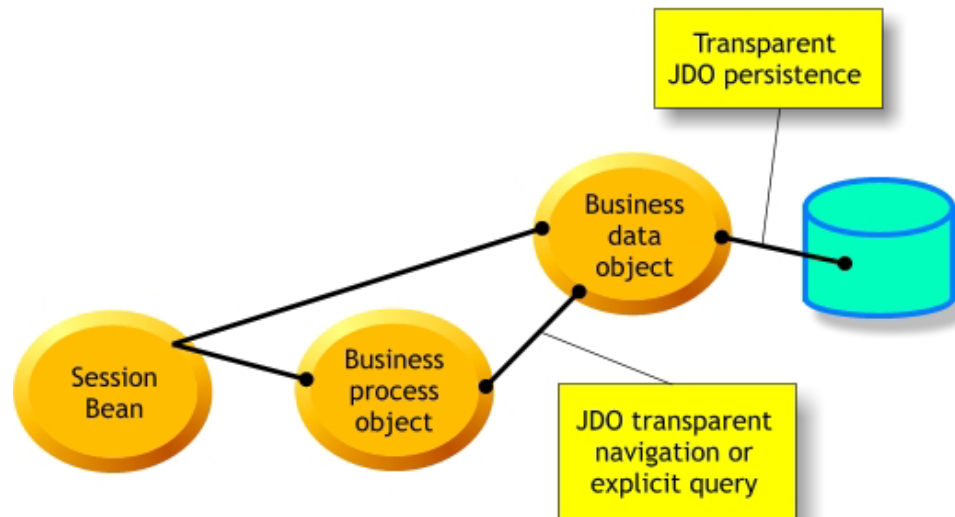 Transparent
JDO persistence
Business
data
object
Session
Bean
Business
process
object
JDO transparent
navigation or
explicit query